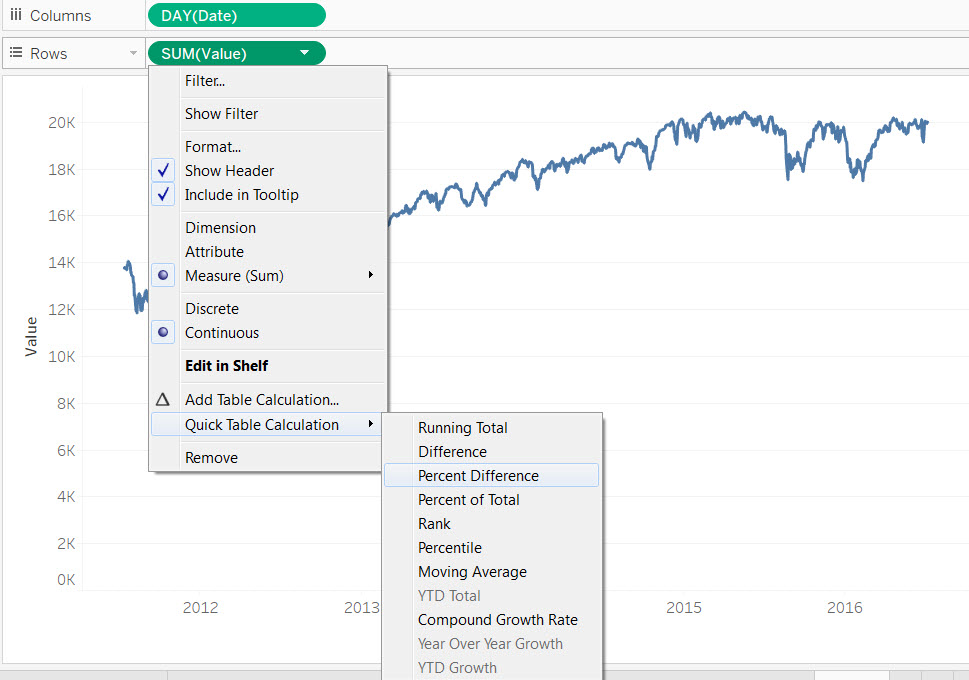 Columns
DAY(Date)
Rows
SUM(Value)
Filter...
Show Filter
Format...
Show Header
Include in Tooltip
Dimension
Attribute
Measure (Sum)
Discrete
Continuous
Edit in Shelf
Add Table Calculation...
Quick Table Calculation
Remove
Running Total
Difference
Percent Difference
Percent of Total
Rank
Percentile
Moving Average
YTD Total
Compound Growth Rate
Year Over Year Growth
YTD Growth
Value
20K
18K
16K
14K
12K
10K
8K
6K
4K
2K
0K
2012
2013
2015
2016